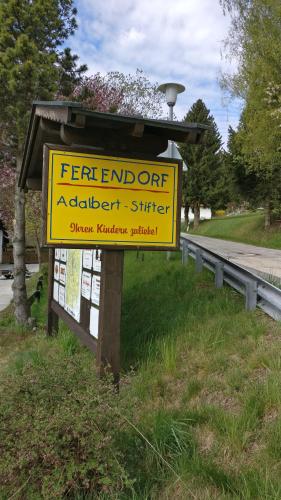 FERIENDORF
Adalbert - Stifter
Ihren Kindern zuliebe!